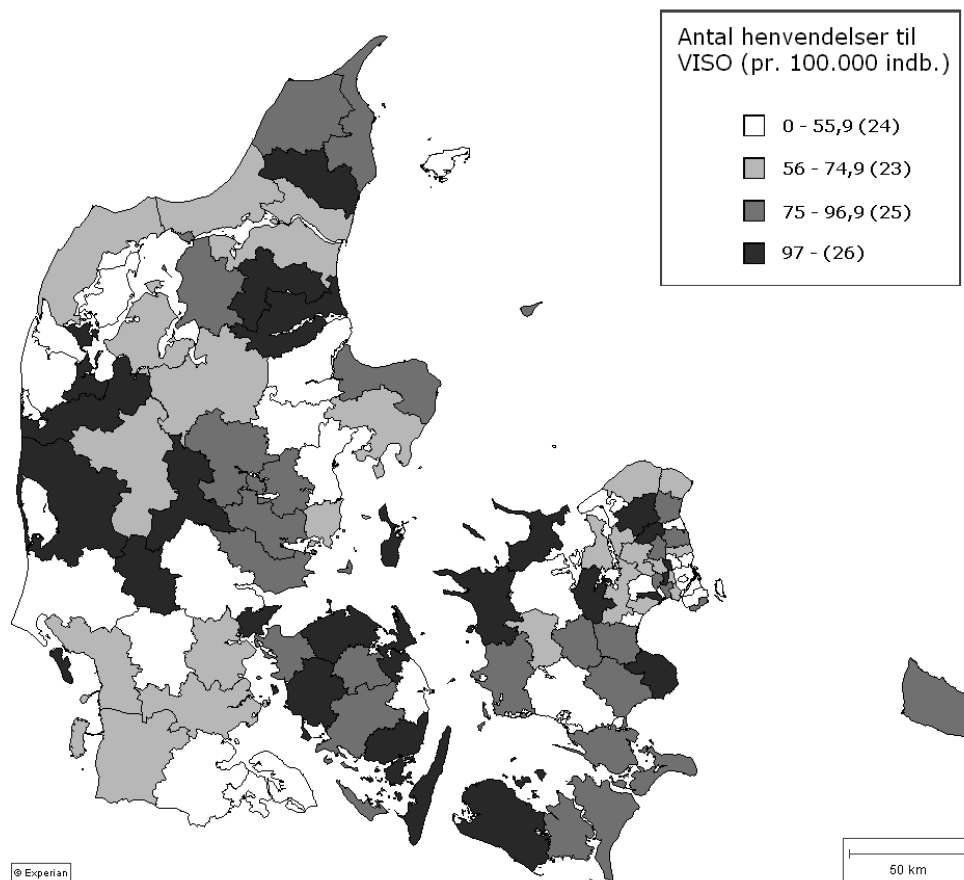 Antal henvendelser til
VISO (pr. 100.000 indb.)
0 - 55,9 (24)
56 - 74,9 (23)
75 - 96,9 (25)
97 - (26)
© Experian
50 km